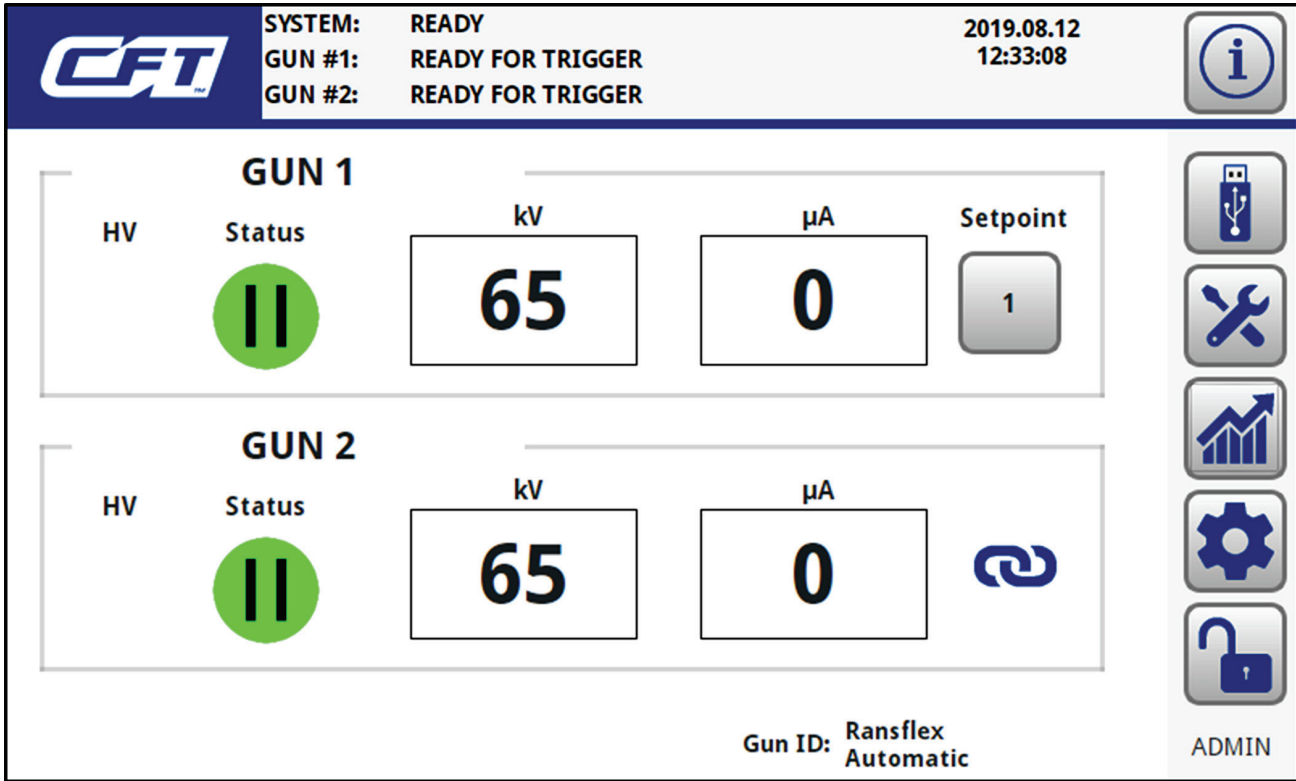 CFT™
SYSTEM: READY
GUN #1: READY FOR TRIGGER
GUN #2: READY FOR TRIGGER
2019.08.12
12:33:08
i
GUN 1
HV Status kV µA Setpoint
65 0 1
GUN 2
HV Status kV µA
65 0
Gun ID: Ransflex
Automatic
ADMIN